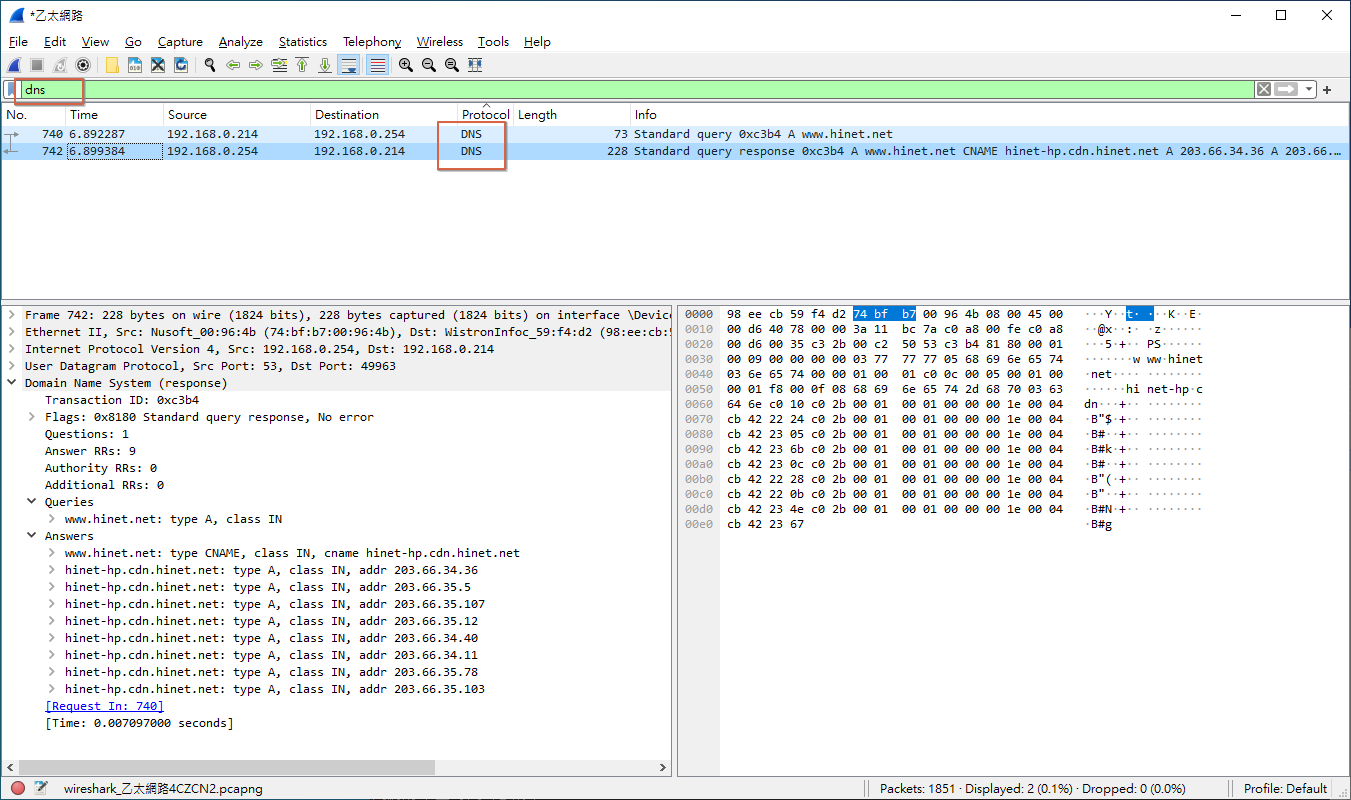 *乙太網路
File Edit View Go Capture Analyze Statistics Telephony Wireless Tools Help
dns
No. Time Source Destination Protocol Length Info
740 6.892287 192.168.0.214 192.168.0.254 DNS 73 Standard query 0xc3b4 A www.hinet.net
742 6.899384 192.168.0.254 192.168.0.214 DNS 228 Standard query response 0xc3b4 A www.hinet.net CNAME hinet-hp.cdn.hinet.net A 203.66.34.36 A 203.66.…
Frame 742: 228 bytes on wire (1824 bits), 228 bytes captured (1824 bits) on interface \Device
Ethernet II, Src: Nusoft_00:96:4b (74:bf:b7:00:96:4b), Dst: WistronInfoc_59:f4:d2 (98:ee:cb:5
Internet Protocol Version 4, Src: 192.168.0.254, Dst: 192.168.0.214
User Datagram Protocol, Src Port: 53, Dst Port: 49963
Domain Name System (response)
Transaction ID: 0xc3b4
Flags: 0x8180 Standard query response, No error
Questions: 1
Answer RRs: 9
Authority RRs: 0
Additional RRs: 0
Queries
www.hinet.net: type A, class IN
Answers
www.hinet.net: type CNAME, class IN, cname hinet-hp.cdn.hinet.net
hinet-hp.cdn.hinet.net: type A, class IN, addr 203.66.34.36
hinet-hp.cdn.hinet.net: type A, class IN, addr 203.66.35.5
hinet-hp.cdn.hinet.net: type A, class IN, addr 203.66.35.107
hinet-hp.cdn.hinet.net: type A, class IN, addr 203.66.35.12
hinet-hp.cdn.hinet.net: type A, class IN, addr 203.66.34.40
hinet-hp.cdn.hinet.net: type A, class IN, addr 203.66.34.11
hinet-hp.cdn.hinet.net: type A, class IN, addr 203.66.35.78
hinet-hp.cdn.hinet.net: type A, class IN, addr 203.66.35.103
[Request In: 740]
[Time: 0.007097000 seconds]
0000 98 ee cb 59 f4 d2 74 bf b7 00 96 4b 08 00 45 00 ···Y··t· ···K··E·
0010 00 d6 40 78 00 00 3a 11 bc 7a c0 a8 00 fe c0 a8 ··@x··:· ·z······
0020 00 d6 00 35 c3 2b 00 c2 50 53 c3 b4 81 80 00 01 ···5·+·· PS······
0030 00 09 00 00 00 00 03 77 77 77 05 68 69 6e 65 74 ·······w ww·hinet
0040 03 6e 65 74 00 00 01 00 01 c0 0c 00 05 00 01 00 ·net···· ········
0050 00 01 f8 00 0f 08 68 69 6e 65 74 2d 68 70 03 63 ······hi net-hp·c
0060 64 6e c0 10 c0 2b 00 01 00 01 00 00 00 1e 00 04 dn···+·· ········
0070 cb 42 22 24 c0 2b 00 01 00 01 00 00 00 1e 00 04 ·B"$·+·· ········
0080 cb 42 23 05 c0 2b 00 01 00 01 00 00 00 1e 00 04 ·B#··+·· ········
0090 cb 42 23 6b c0 2b 00 01 00 01 00 00 00 1e 00 04 ·B#k·+·· ········
00a0 cb 42 23 0c c0 2b 00 01 00 01 00 00 00 1e 00 04 ·B#··+·· ········
00b0 cb 42 22 28 c0 2b 00 01 00 01 00 00 00 1e 00 04 ·B"(·+·· ········
00c0 cb 42 22 0b c0 2b 00 01 00 01 00 00 00 1e 00 04 ·B"··+·· ········
00d0 cb 42 23 4e c0 2b 00 01 00 01 00 00 00 1e 00 04 ·B#N·+·· ········
00e0 cb 42 23 67 ·B#g
wireshark_乙太網路4CZCN2.pcapng Packets: 1851 · Displayed: 2 (0.1%) · Dropped: 0 (0.0%) Profile: Default